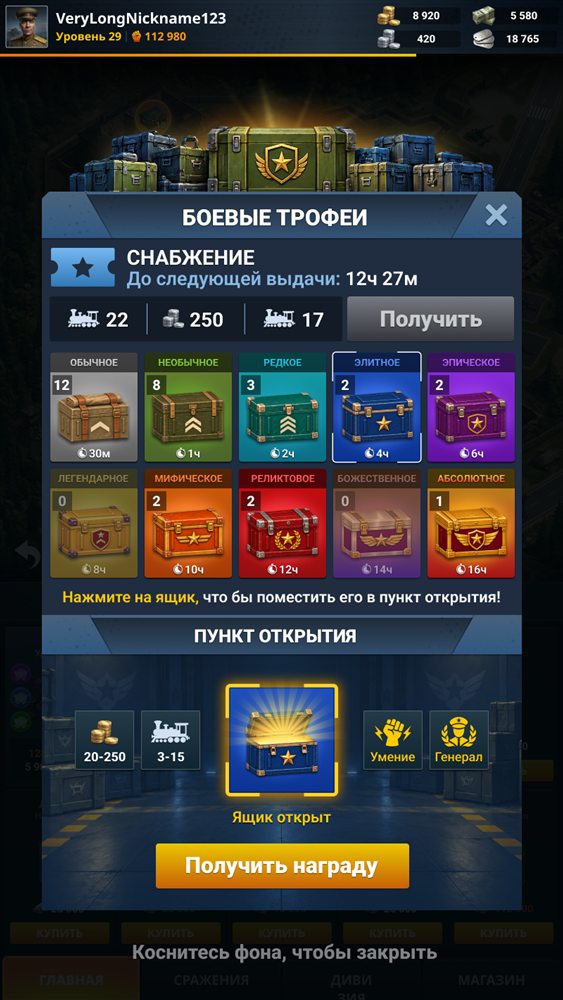 VeryLongNickname123
Уровень 29 | 112 980
8 920
5 580
420
18 765
БОЕВЫЕ ТРОФЕИ
СНАБЖЕНИЕ
До следующей выдачи: 12ч 27м
22
250
17
Получить
ОБЫЧНОЕ
НЕОБЫЧНОЕ
РЕДКОЕ
ЭЛИТНОЕ
ЭПИЧЕСКОЕ
12
8
3
2
2
30м
1ч
2ч
4ч
6ч
ЛЕГЕНДАРНОЕ
МИФИЧЕСКОЕ
РЕЛИКТОВОЕ
БОЖЕСТВЕННОЕ
АБСОЛЮТНОЕ
0
2
2
0
1
8ч
10ч
12ч
14ч
16ч
Нажмите на ящик, что бы поместить его в пункт открытия!
ПУНКТ ОТКРЫТИЯ
20-250
3-15
Умение
Генерал
Ящик открыт
Получить награду
КУПИТЬ
КУПИТЬ
КУПИТЬ
КУПИТЬ
КУПИТЬ
Коснитесь фона, чтобы закрыть
ГЛАВНАЯ
СРАЖЕНИЯ
ДИВИ
ЗИЯ
МАГАЗИН